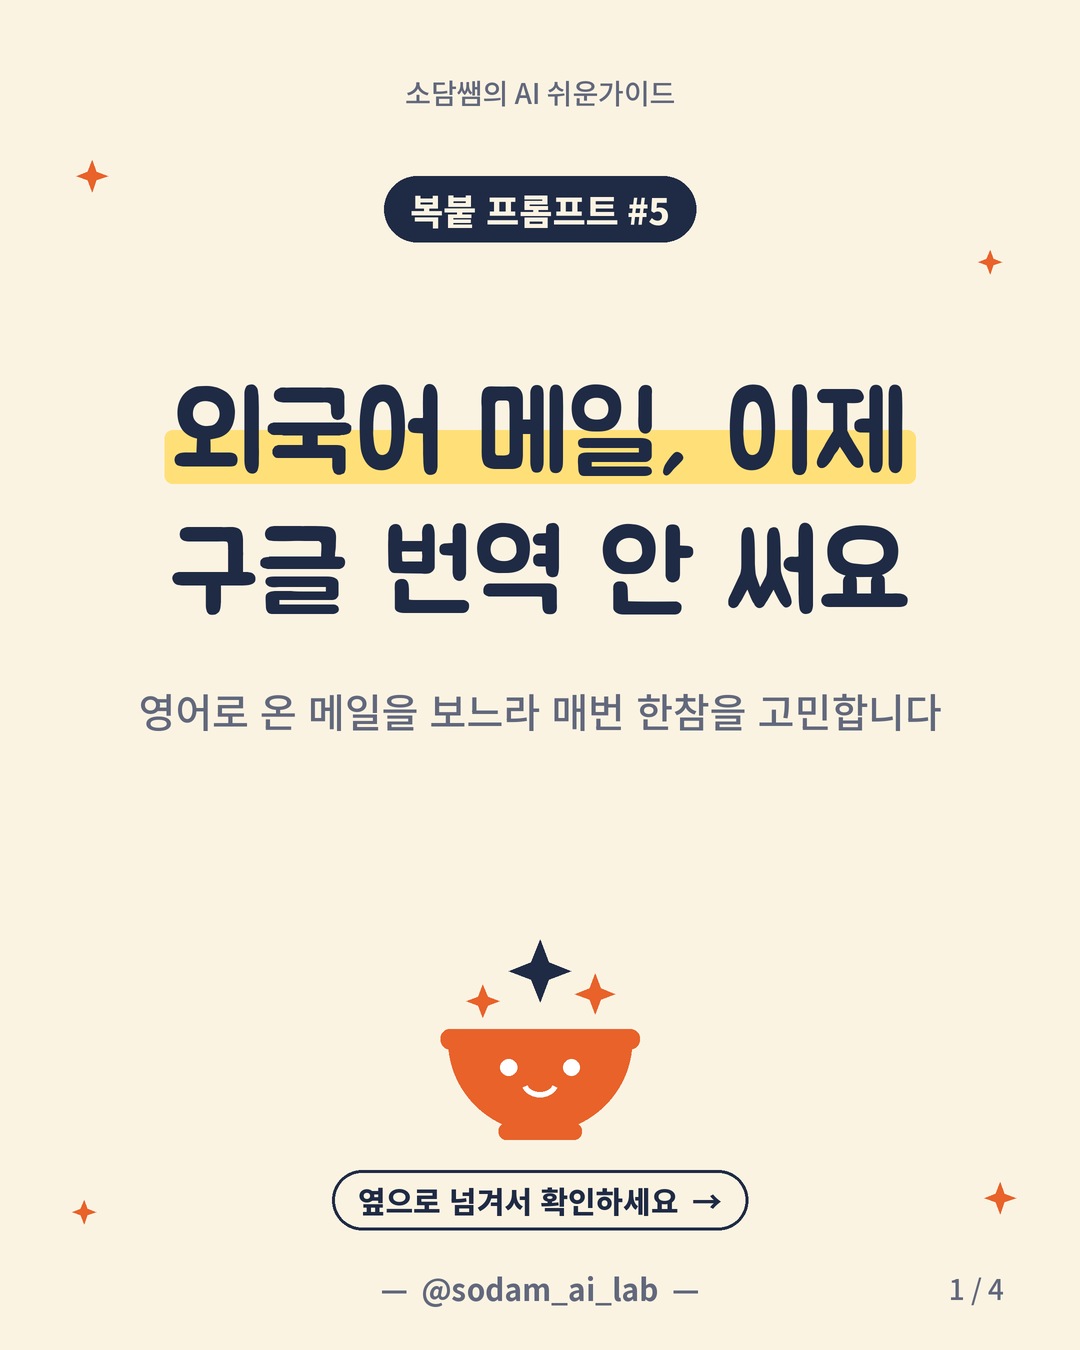 소담쌤의 AI 쉬운가이드
복붙 프롬프트 #5
외국어 메일, 이제
구글 번역 안 써요
영어로 온 메일을 보느라 매번 한참을 고민합니다
옆으로 넘겨서 확인하세요 →
— @sodam_ai_lab —
1 / 4